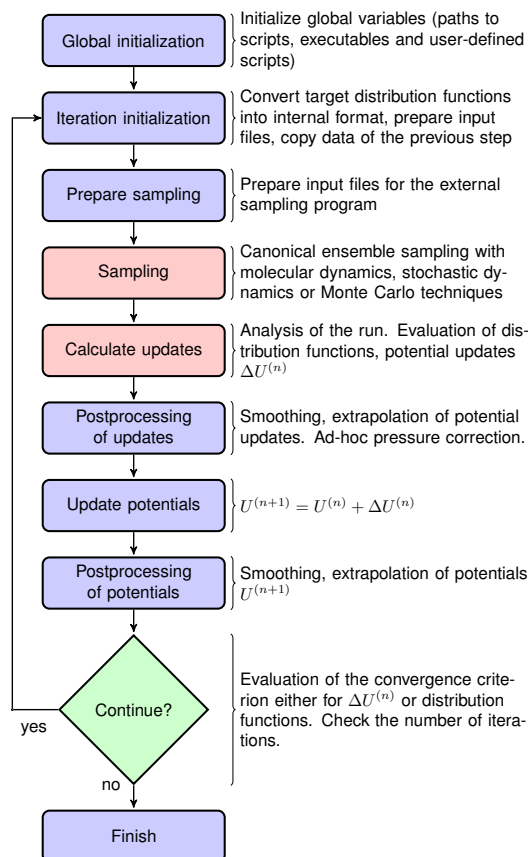 Global initialization
Initialize global variables (paths to
scripts, executables and user-defined
scripts)
Iteration initialization
Convert target distribution functions
into internal format, prepare input
files, copy data of the previous step
Prepare sampling
Prepare input files for the external
sampling program
Sampling
Canonical ensemble sampling with
molecular dynamics, stochastic dy-
namics or Monte Carlo techniques
Calculate updates
Analysis of the run. Evaluation of dis-
tribution functions, potential updates
ΔU^(n)
Postprocessing
of updates
Smoothing, extrapolation of potential
updates. Ad-hoc pressure correction.
Update potentials
U^(n+1) = U^(n) + ΔU^(n)
Postprocessing
of potentials
Smoothing, extrapolation of potentials
U^(n+1)
Continue?
Evaluation of the convergence crite-
rion either for ΔU^(n) or distribution
functions. Check the number of itera-
tions.
yes
no
Finish